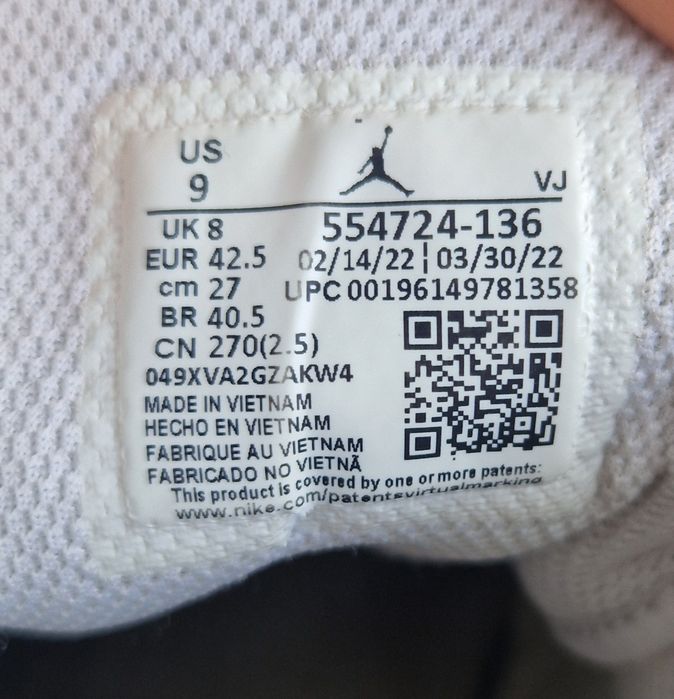 US
9
VJ
UK 8
554724-136
EUR 42.5
02/14/22 | 03/30/22
cm 27
UPC 00196149781358
BR 40.5
CN 270(2.5)
049XVA2GZAKW4
MADE IN VIETNAM
HECHO EN VIETNAM
FABRIQUE AU VIETNAM
FABRICADO NO VIETNÃ
This product is covered by one or more patents:
www.nike.com/patentsvirtualmarking